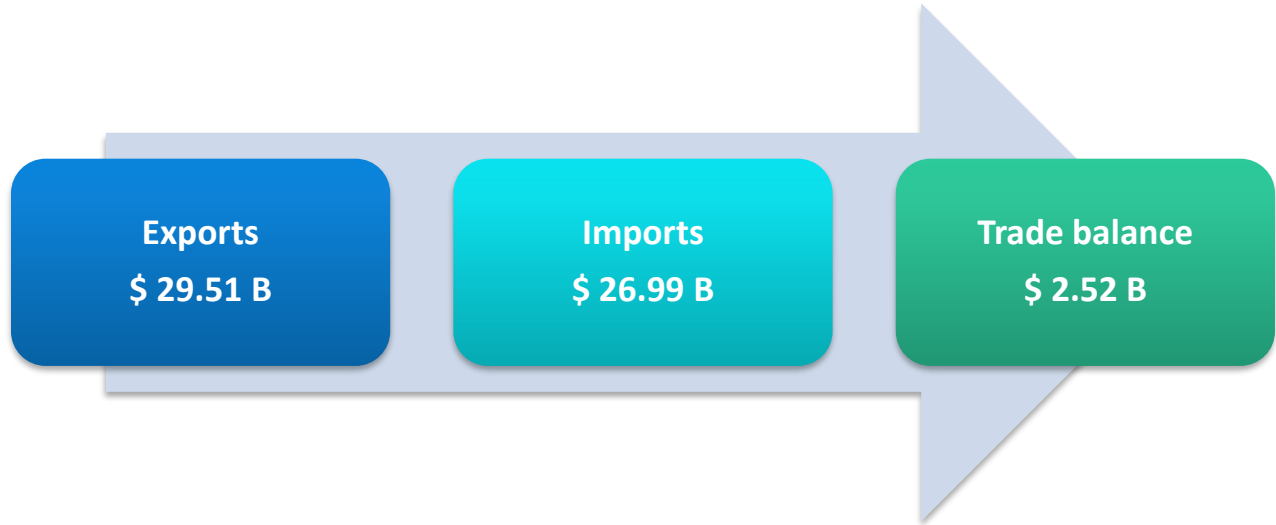 Exports
$ 29.51 B
Imports
$ 26.99 B
Trade balance
$ 2.52 B